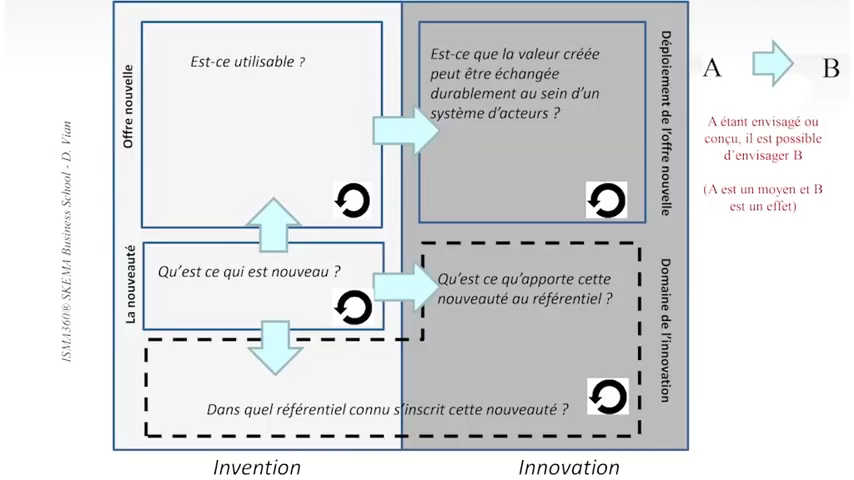 Offre nouvelle
Est-ce utilisable ?
Est-ce que la valeur créée
peut être échangée
durablement au sein d'un
système d'acteurs ?
Déploiement de l'offre nouvelle
A
B
A étant envisagé ou
conçu, il est possible
d'envisager B
(A est un moyen et B
est un effet)
La nouveauté
Qu'est ce qui est nouveau ?
Qu'est ce qu'apporte cette
nouveauté au référentiel ?
Domaine de l'innovation
Dans quel référentiel connu s'inscrit cette nouveauté ?
Invention
Innovation
ISMA360® SKEMA Business School - D. Vian